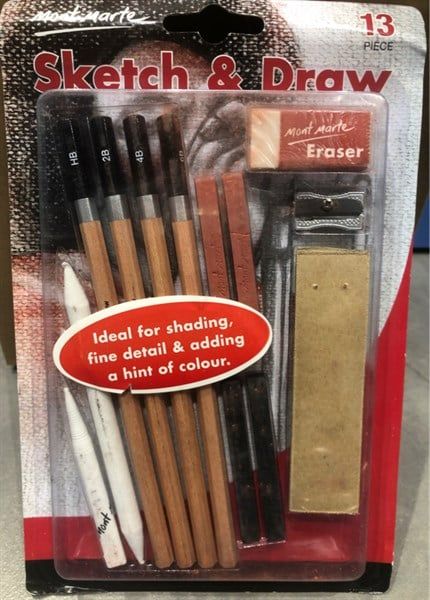 mont marte
13
PIECE
Sketch & Draw
mont marte
Eraser
HB
2B
4B
Ideal for shading,
fine detail & adding
a hint of colour.
mont